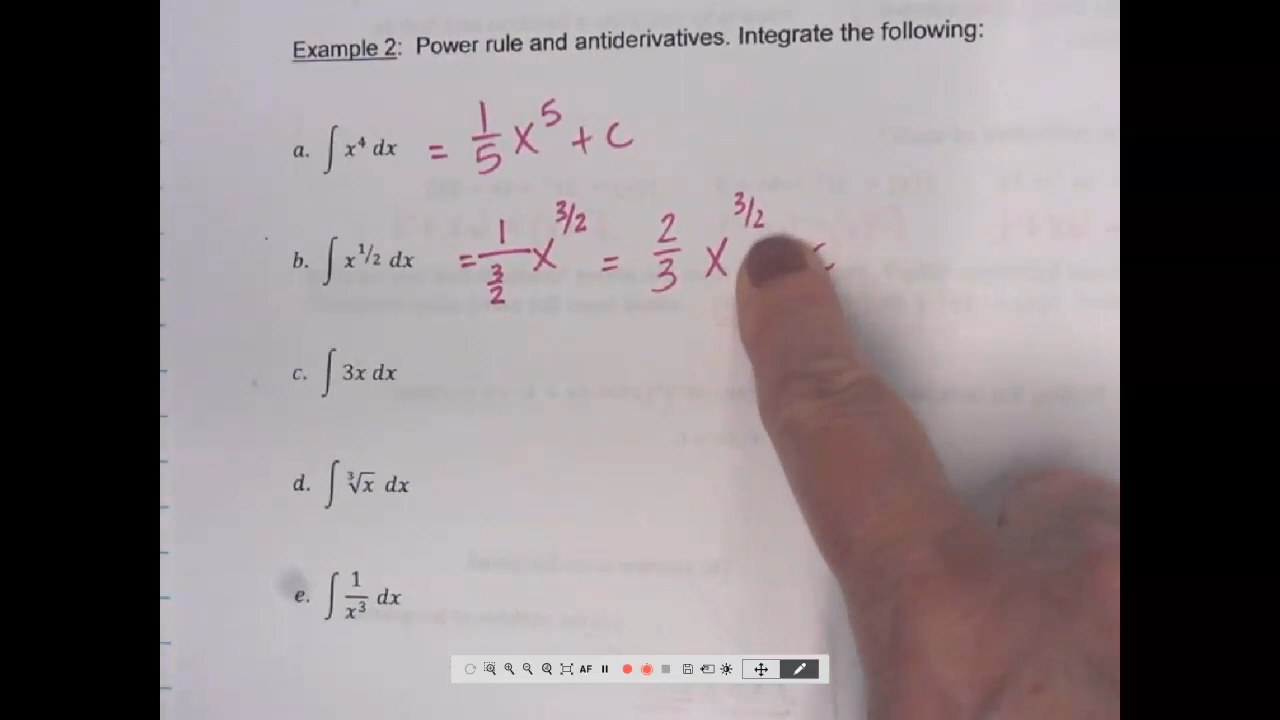 Example 2: Power rule and antiderivatives. Integrate the following:
a. ∫ x⁴ dx = 1/5 x⁵ + C
b. ∫ x^1/2 dx = 1/(3/2) x^3/2 = 2/3 x^3/2 C
c. ∫ 3x dx
d. ∫ ∛x dx
e. ∫ 1/x³ dx
AF